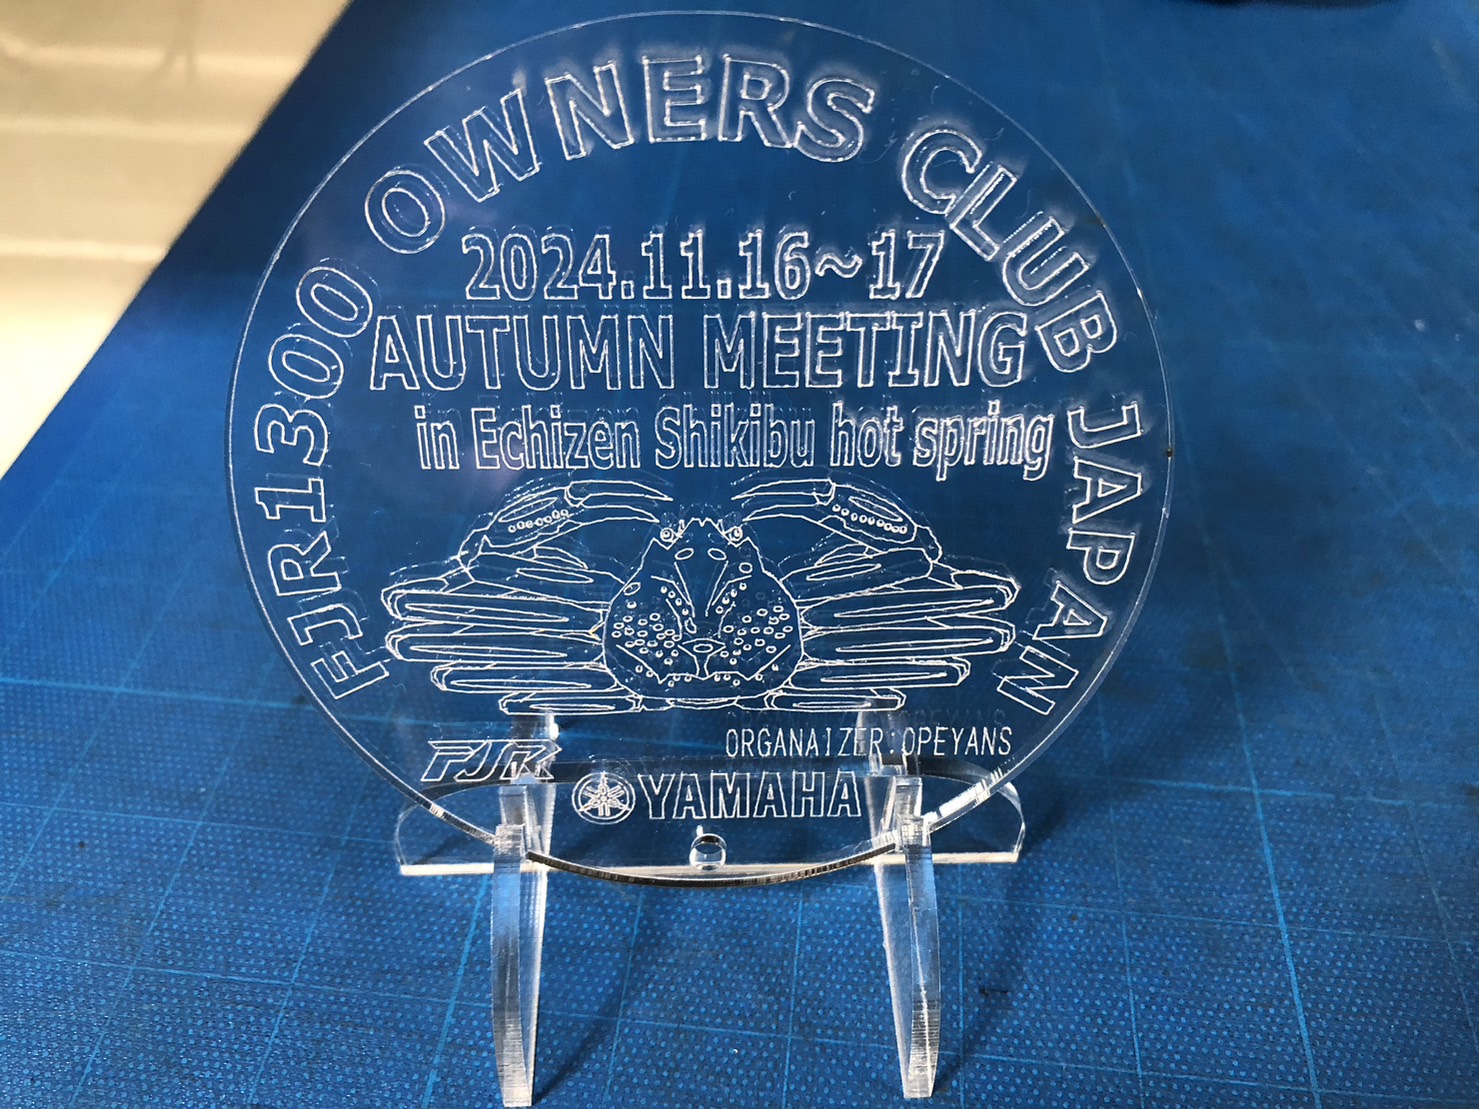 FJR1300 OWNERS CLUB JAPAN
2024.11.16~17
AUTUMN MEETING
in Echizen Shikibu hot spring
ORGANAIZER:OPEYANS
FJR
YAMAHA